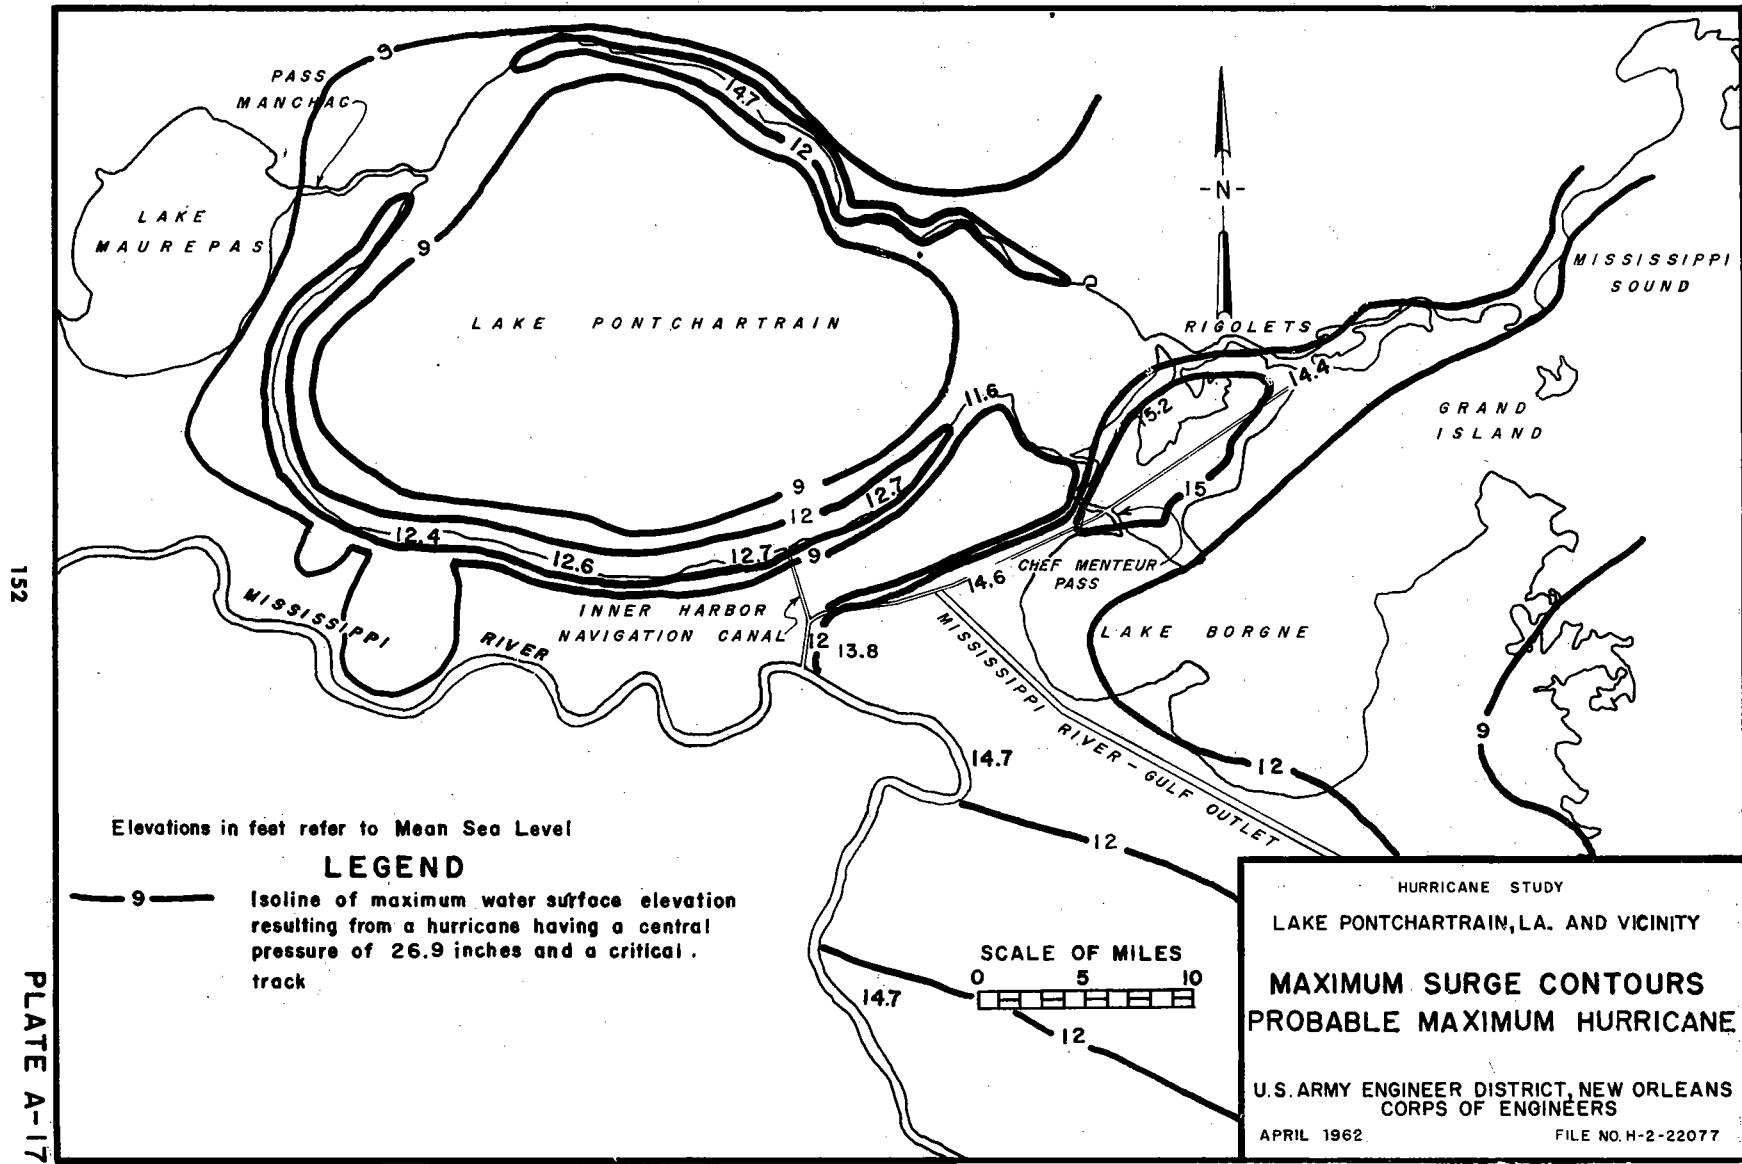 9
PASS
MANCHAC
14.7
12
-N-
LAKE
MAUREPAS
9
MISSISSIPPI
SOUND
LAKE PONTCHARTRAIN
RIGOLETS
14.4
11.6
15.2
GRAND
ISLAND
9
12.7
15
12
12.4
12.6
12.7
9
CHEF MENTEUR
PASS
14.6
MISSISSIPPI
RIVER
INNER HARBOR
NAVIGATION CANAL
12
13.8
LAKE BORGNE
MISSISSIPPI RIVER - GULF OUTLET
9
14.7
12
12
Elevations in feet refer to Mean Sea Level
LEGEND
9
Isoline of maximum water surface elevation
resulting from a hurricane having a central
pressure of 26.9 inches and a critical .
track
SCALE OF MILES
0 5 10
14.7
12
HURRICANE STUDY
LAKE PONTCHARTRAIN, LA. AND VICINITY
MAXIMUM SURGE CONTOURS
PROBABLE MAXIMUM HURRICANE
U.S. ARMY ENGINEER DISTRICT, NEW ORLEANS
CORPS OF ENGINEERS
APRIL 1962 FILE NO. H-2-22077
152
PLATE A-17